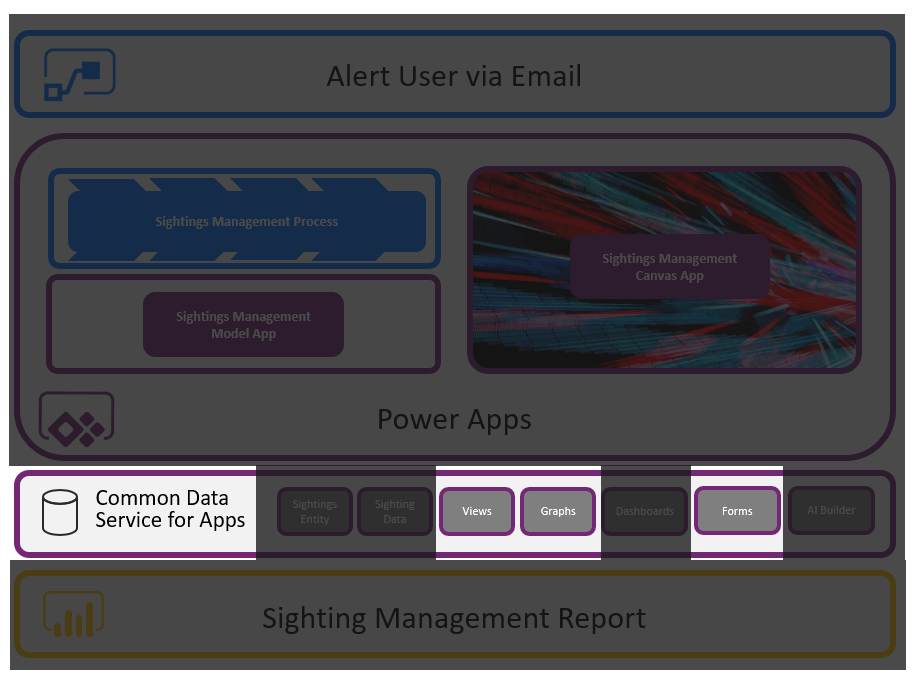 Alert User via Email
Sightings Management Process
Sightings Management
Canvas App
Sightings Management
Model App
Power Apps
Common Data
Service for Apps
Sightings
Entity
Sighting
Data
Views
Graphs
Dashboards
Forms
AI Builder
Sighting Management Report